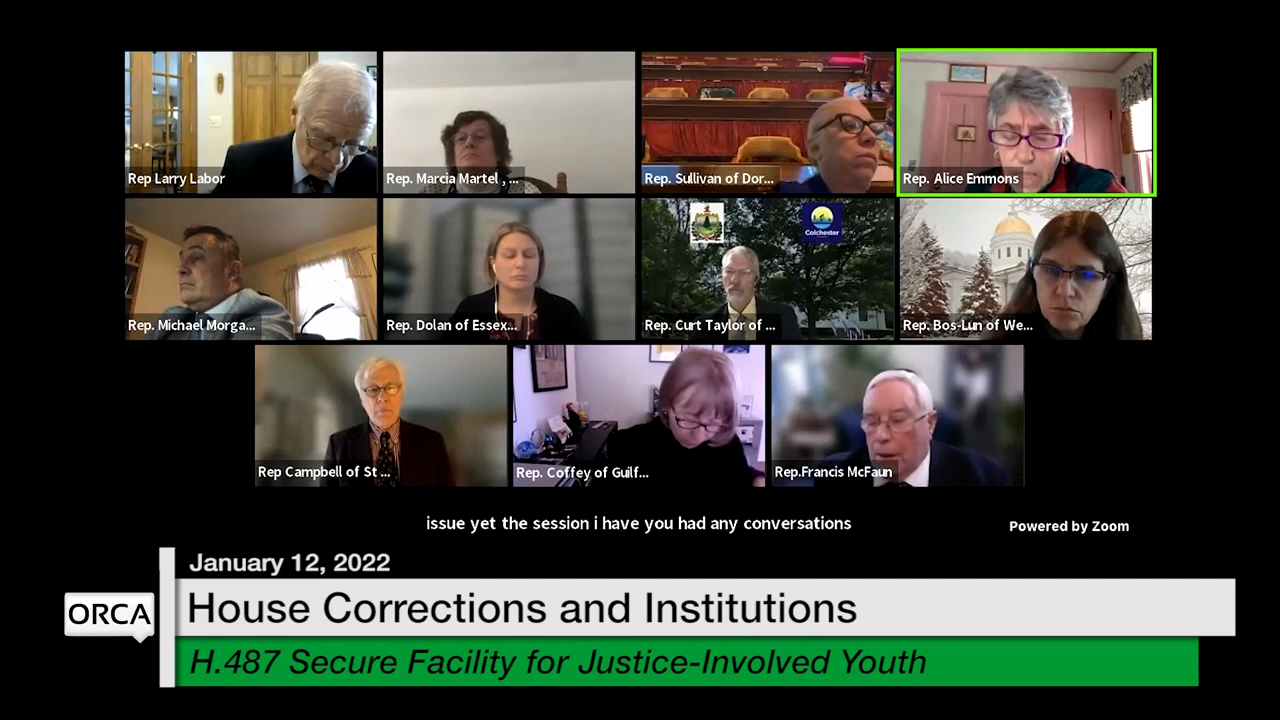 Rep Larry Labor
Rep. Marcia Martel , ...
Rep. Sullivan of Dor...
Rep. Alice Emmons
Colchester
Rep. Michael Morga...
Rep. Dolan of Essex...
Rep. Curt Taylor of ...
Rep. Bos-Lun of We...
Rep Campbell of St ...
Rep. Coffey of Guilf...
Rep.Francis McFaun
issue yet the session i have you had any conversations
Powered by Zoom
January 12, 2022
ORCA
House Corrections and Institutions
H.487 Secure Facility for Justice-Involved Youth